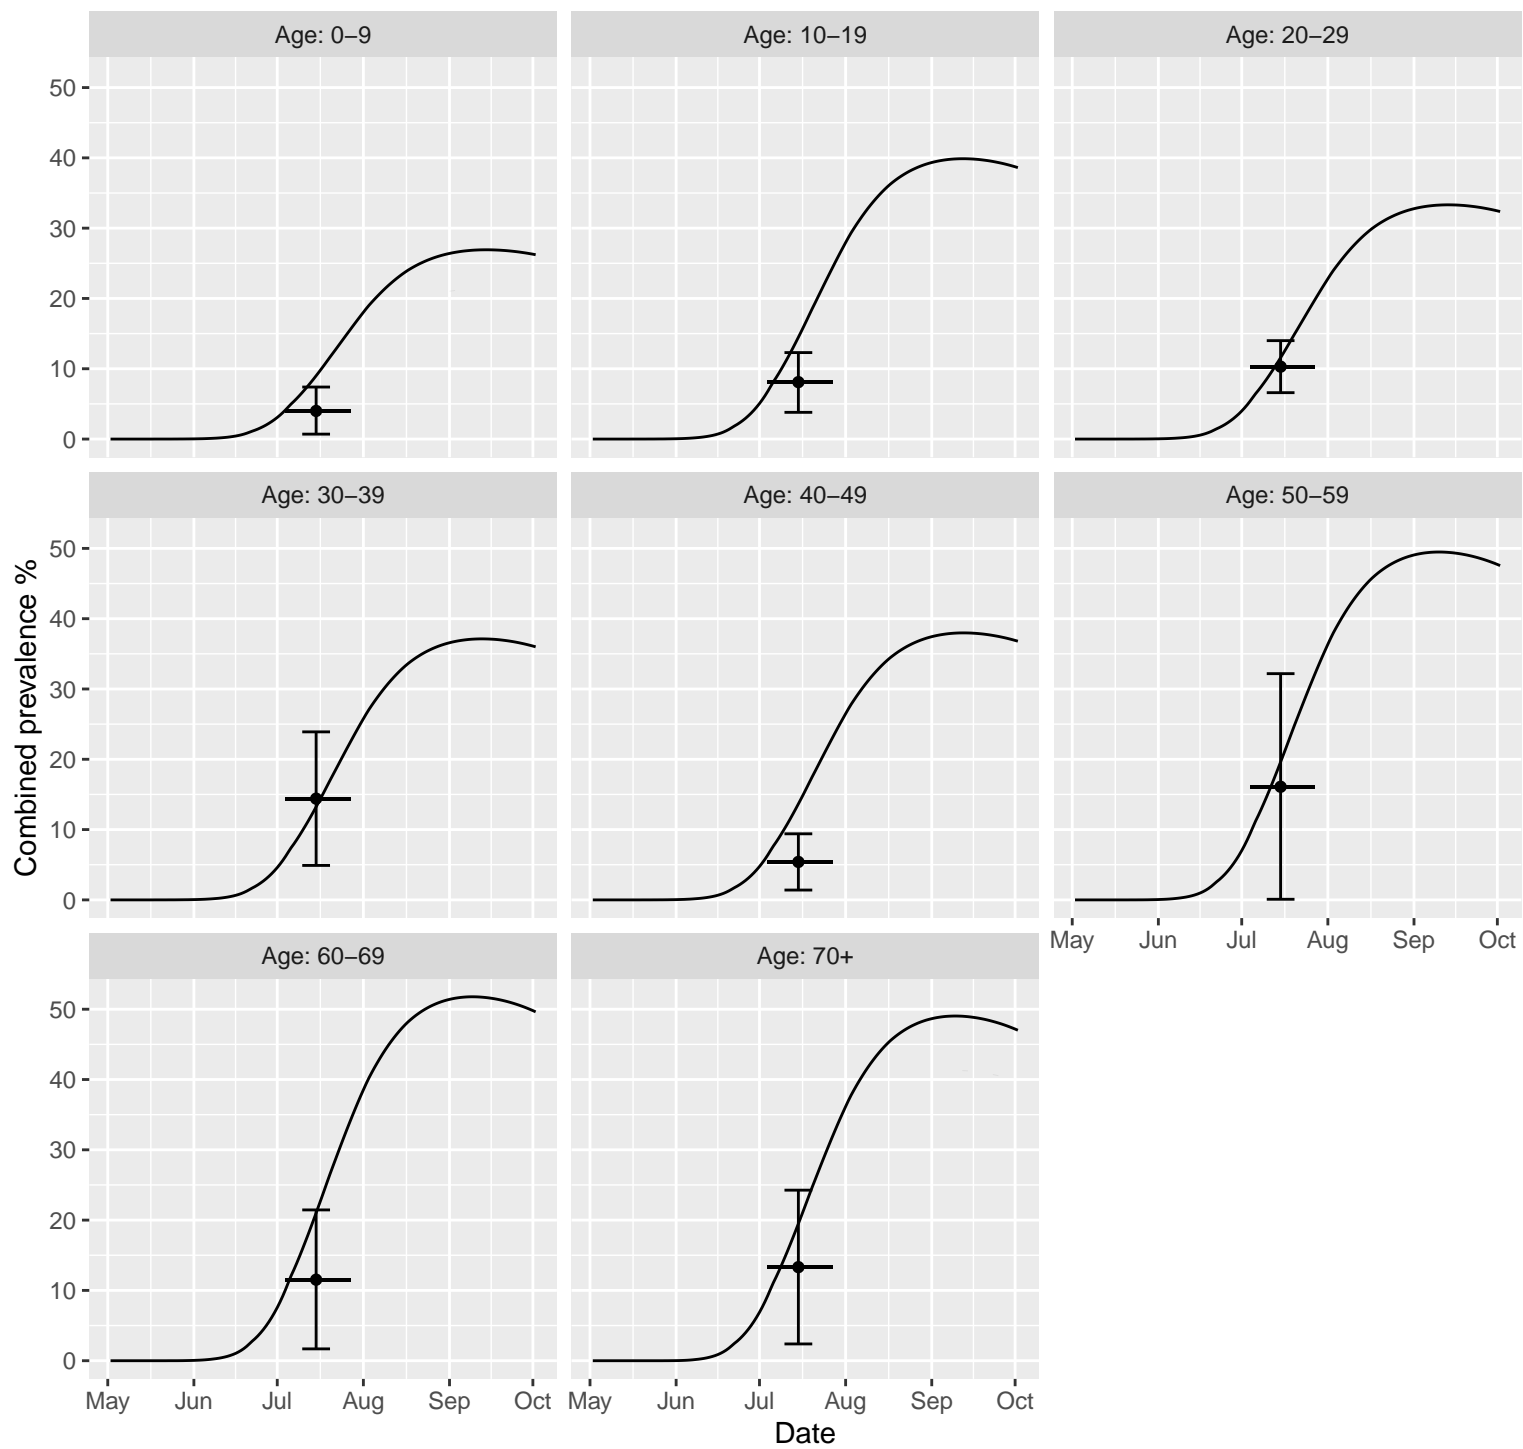 Age: 0–9
Age: 10–19
Age: 20–29
50
40
30
20
10
0
Age: 30–39
Age: 40–49
Age: 50–59
50
40
30
20
10
0
May Jun Jul Aug Sep Oct
Age: 60–69
Age: 70+
50
40
30
20
10
0
May Jun Jul Aug Sep Oct
May Jun Jul Aug Sep Oct
Combined prevalence %
Date